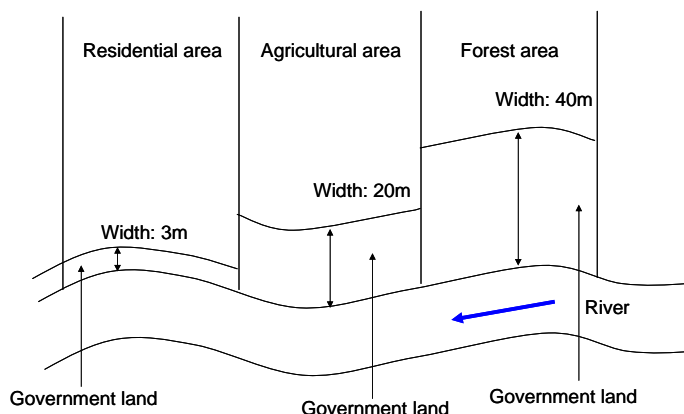 Residential area
Agricultural area
Forest area
Width: 40m
Width: 20m
Width: 3m
River
Government land
Government land
Government land